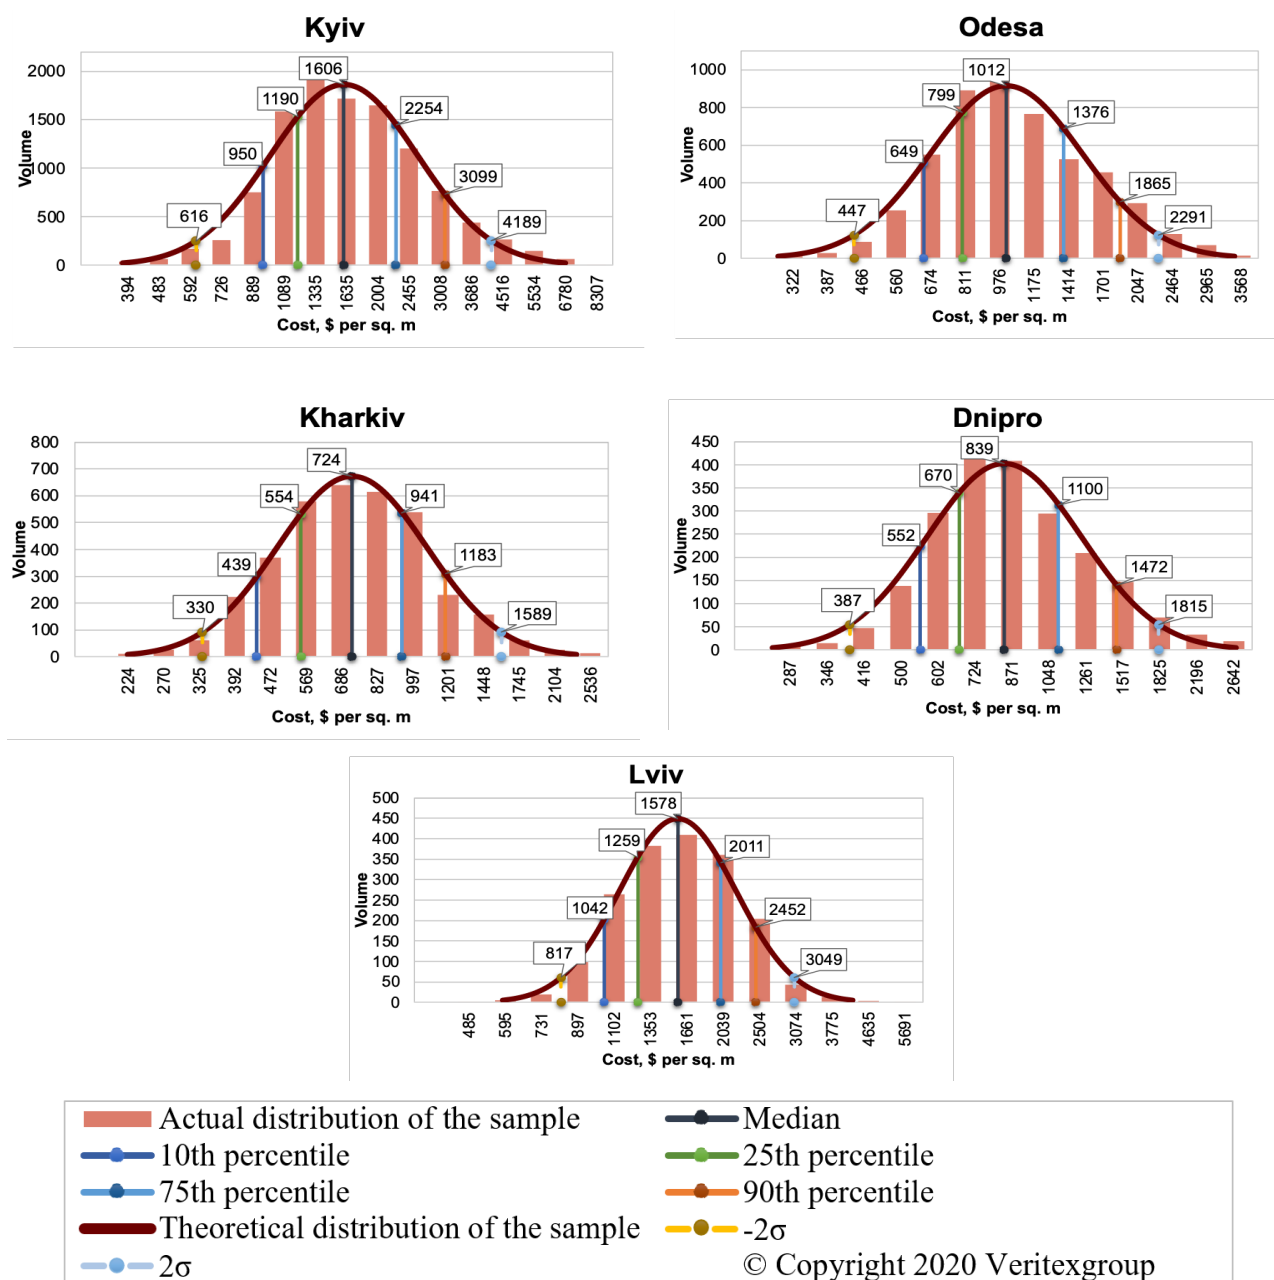 Kyiv
2000
1500
1000
500
0
Volume
616
950
1190
1606
2254
3099
4189
394 483 592 726 889 1089 1335 1635 2004 2455 3008 3686 4516 5534 6780 8307
Cost, $ per sq. m
Odesa
1000
800
600
400
200
0
Volume
447
649
799
1012
1376
1865
2291
322 387 466 560 674 811 976 1175 1414 1701 2047 2464 2965 3568
Cost, $ per sq. m
Kharkiv
800
700
600
500
400
300
200
100
0
Volume
330
439
554
724
941
1183
1589
224 270 325 392 472 569 686 827 997 1201 1448 1745 2104 2536
Cost, $ per sq. m
Dnipro
450
400
350
300
250
200
150
100
50
0
Volume
387
552
670
839
1100
1472
1815
287 346 416 500 602 724 871 1048 1261 1517 1825 2196 2642
Cost, $ per sq. m
Lviv
500
450
400
350
300
250
200
150
100
50
0
Volume
817
1042
1259
1578
2011
2452
3049
485 595 731 897 1102 1353 1661 2039 2504 3074 3775 4635 5691
Cost, $ per sq. m
Actual distribution of the sample
Median
10th percentile
25th percentile
75th percentile
90th percentile
Theoretical distribution of the sample
-2σ
2σ
© Copyright 2020 Veritexgroup